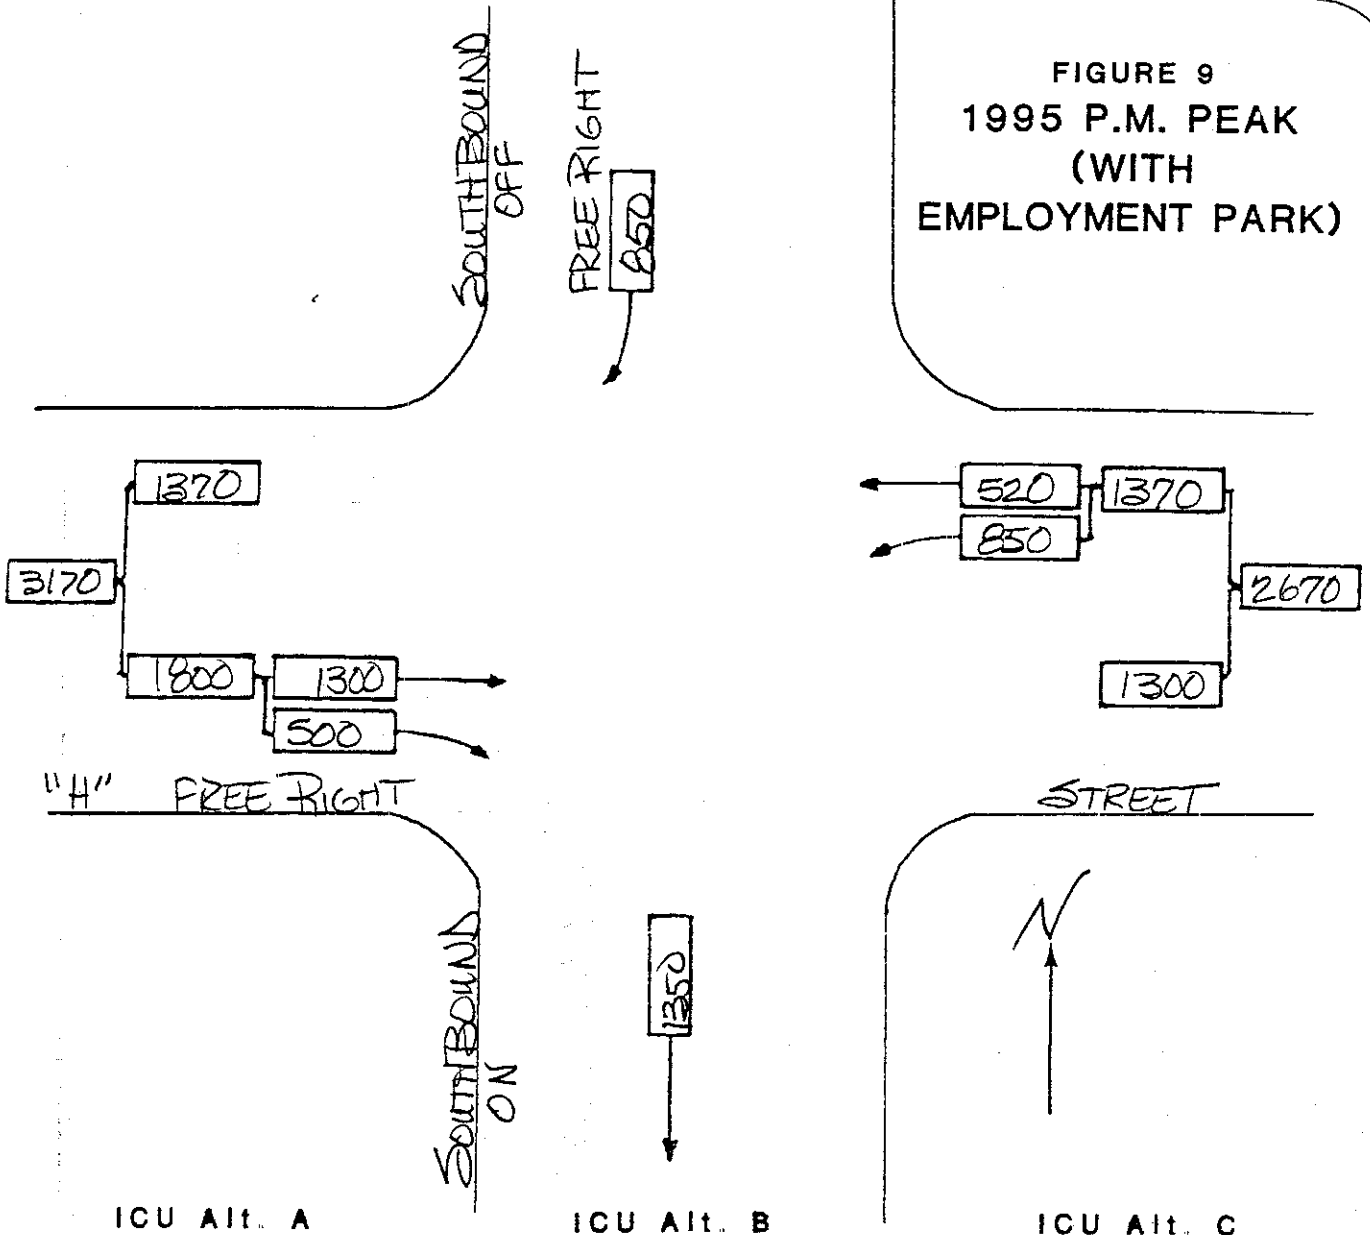 FIGURE 9
1995 P.M. PEAK
(WITH
EMPLOYMENT PARK)
SOUTHBOUND
OFF
FREE RIGHT
850
1370
3170
1800
1300
500
520
1370
850
2670
1300
"H" FREE RIGHT
STREET
N
SOUTHBOUND
ON
1350
ICU Alt. A
ICU Alt. B
ICU Alt. C